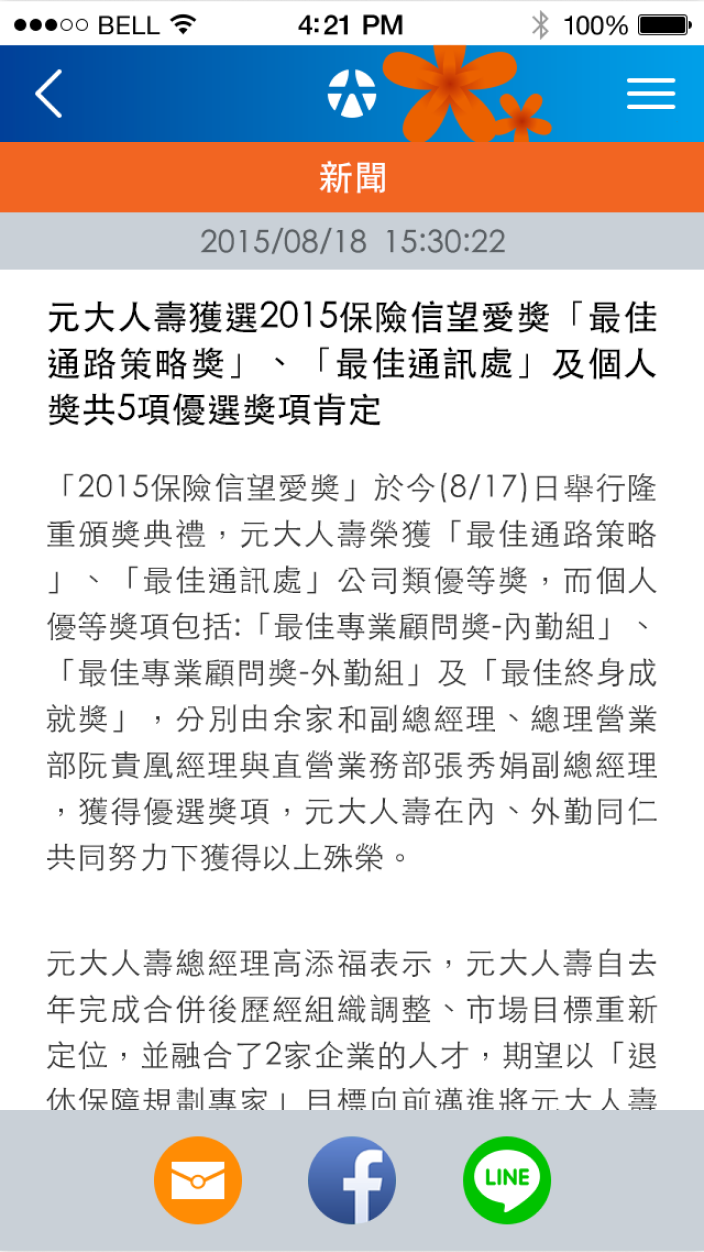 BELL 4:21 PM 100%
新聞
2015/08/18 15:30:22
元大人壽獲選2015保險信望愛獎「最佳
通路策略獎」、「最佳通訊處」及個人
獎共5項優選獎項肯定
「2015保險信望愛獎」於今(8/17)日舉行隆
重頒獎典禮，元大人壽榮獲「最佳通路策略
」、「最佳通訊處」公司類優等獎，而個人
優等獎項包括:「最佳專業顧問獎-內勤組」、
「最佳專業顧問獎-外勤組」及「最佳終身成
就獎」，分別由余家和副總經理、總理營業
部阮貴凰經理與直營業務部張秀娟副總經理
，獲得優選獎項，元大人壽在內、外勤同仁
共同努力下獲得以上殊榮。
元大人壽總經理高添福表示，元大人壽自去
年完成合併後歷經組織調整、市場目標重新
定位，並融合了2家企業的人才，期望以「退
休保障規劃專家」目標向前邁進將元大人壽
f LINE